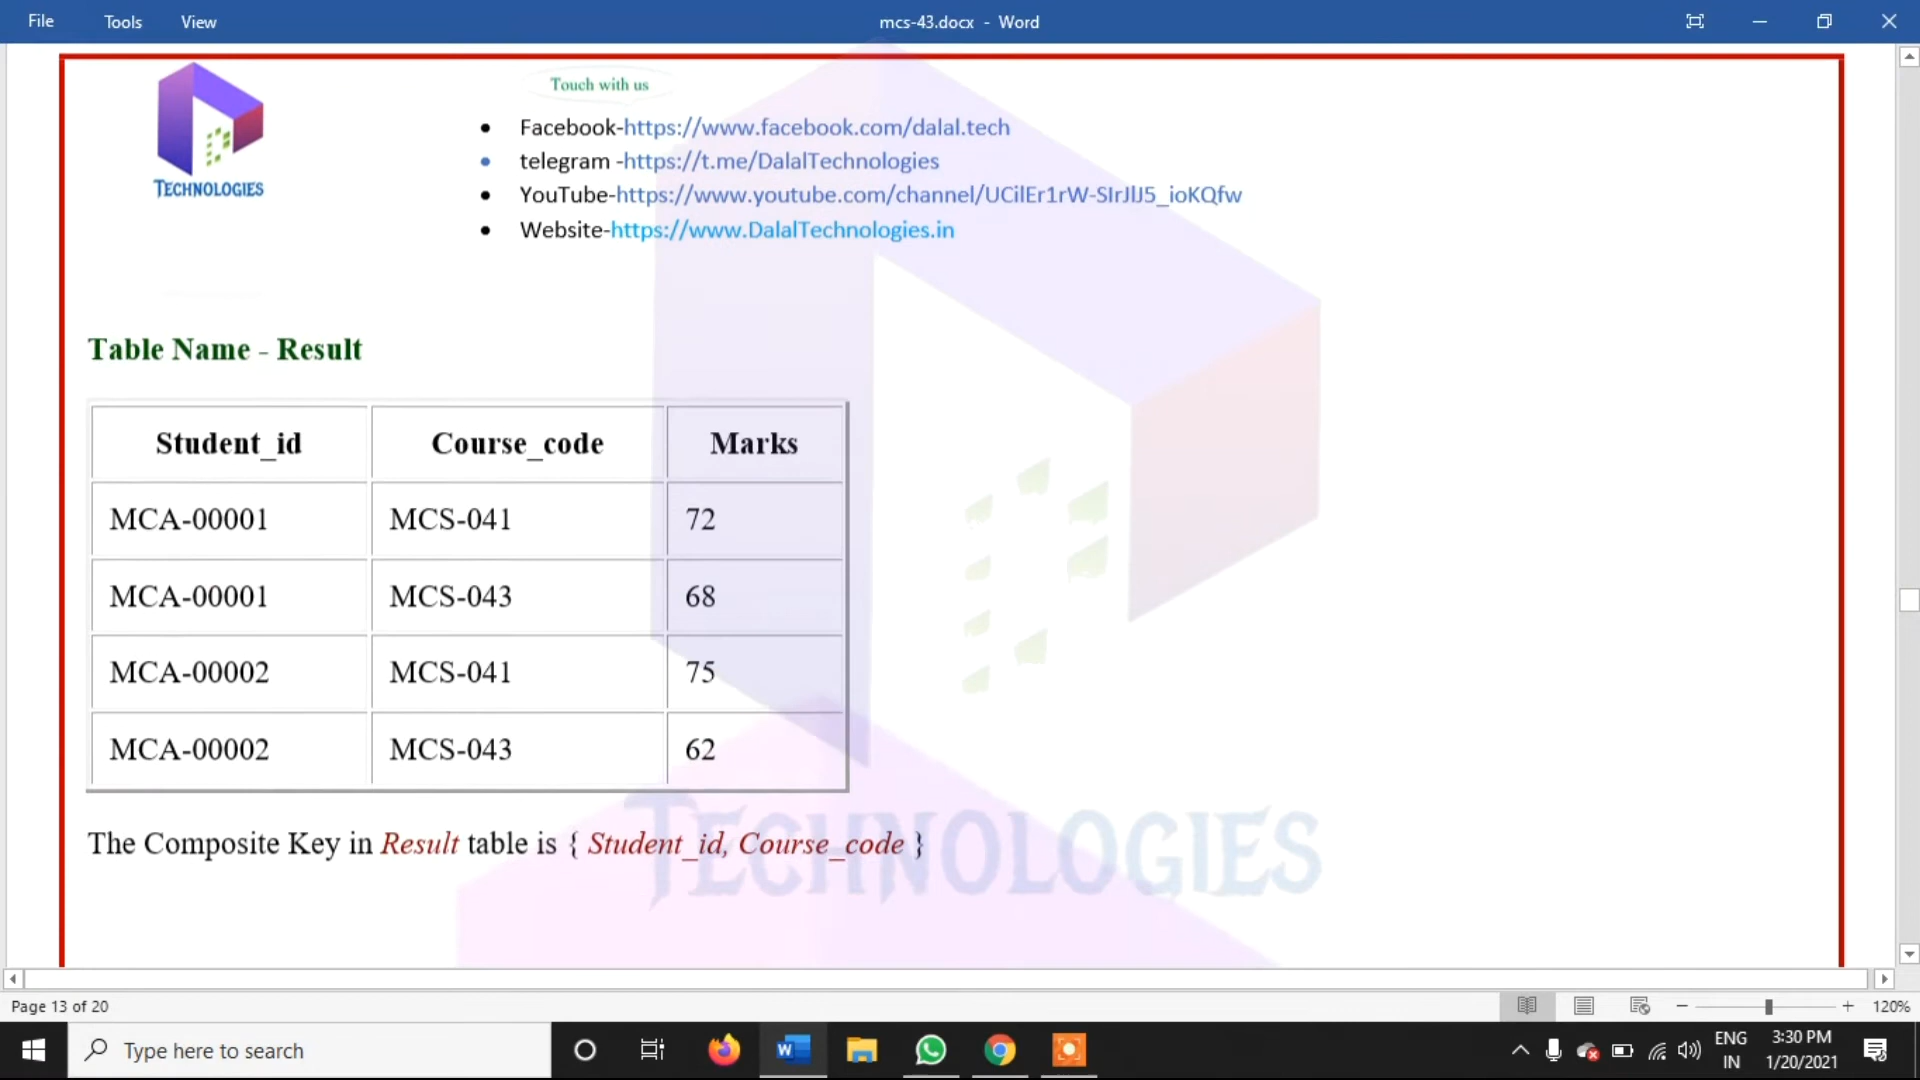 File Tools View mcs-43.docx - Word
Touch with us
TECHNOLOGIES
• Facebook-https://www.facebook.com/dalal.tech
• telegram -https://t.me/DalalTechnologies
• YouTube-https://www.youtube.com/channel/UCilEr1rW-SIrJlJ5_ioKQfw
• Website-https://www.DalalTechnologies.in
Table Name - Result
Student_id Course_code Marks
MCA-00001 MCS-041 72
MCA-00001 MCS-043 68
MCA-00002 MCS-041 75
MCA-00002 MCS-043 62
The Composite Key in Result table is { Student_id, Course_code }
TECHNOLOGIES
Page 13 of 20 120%
Type here to search ENG 3:30 PM
IN 1/20/2021